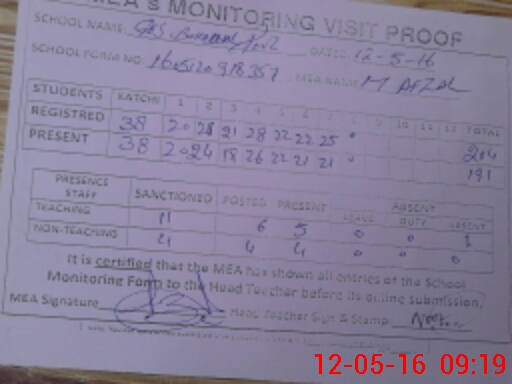 MEA'S MONITORING VISIT PROOF
SCHOOL NAME: DATED: 12-5-16
SCHOOL FORM NO: MEA NAME: M AFZAL
STUDENTS KATCHI 1 2 3 4 5 6 7 8 9 10 11 12 TOTAL
REGISTRED 38 20 28 21 28 22 22 25 0 204
PRESENT 38 20 24 18 26 22 21 21 0 191
PRESENCE STAFF SANCTIONED POSTED PRESENT ABSENT
LEAVE DUTY ABSENT
TEACHING 11 6 5 0 0 1
NON-TEACHING 4 4 4 0 0 0
It is certified that the MEA has shown all entries of the School
Monitoring Form to the Head Teacher before its online submission.
MEA Signature Head Teacher Sign & Stamp
12-05-16 09:19